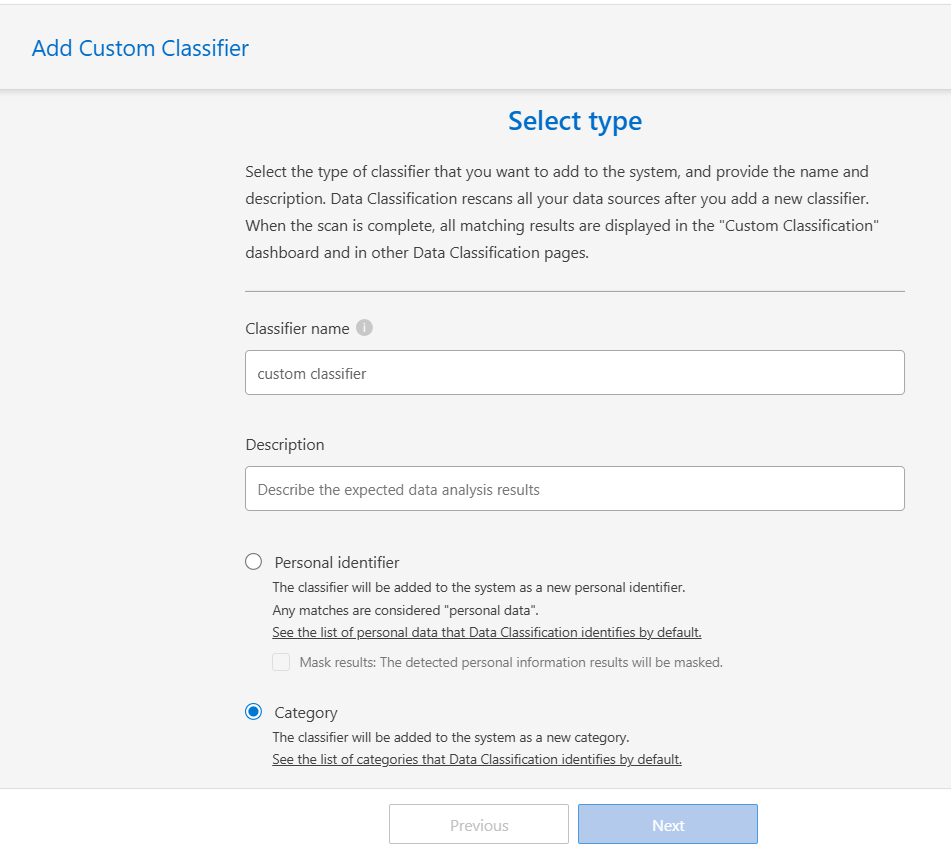 Add Custom Classifier
Select type
Select the type of classifier that you want to add to the system, and provide the name and
description. Data Classification rescans all your data sources after you add a new classifier.
When the scan is complete, all matching results are displayed in the "Custom Classification"
dashboard and in other Data Classification pages.
Classifier name i
custom classifier
Description
Describe the expected data analysis results
Personal identifier
The classifier will be added to the system as a new personal identifier.
Any matches are considered "personal data".
See the list of personal data that Data Classification identifies by default.
Mask results: The detected personal information results will be masked.
Category
The classifier will be added to the system as a new category.
See the list of categories that Data Classification identifies by default.
Previous Next